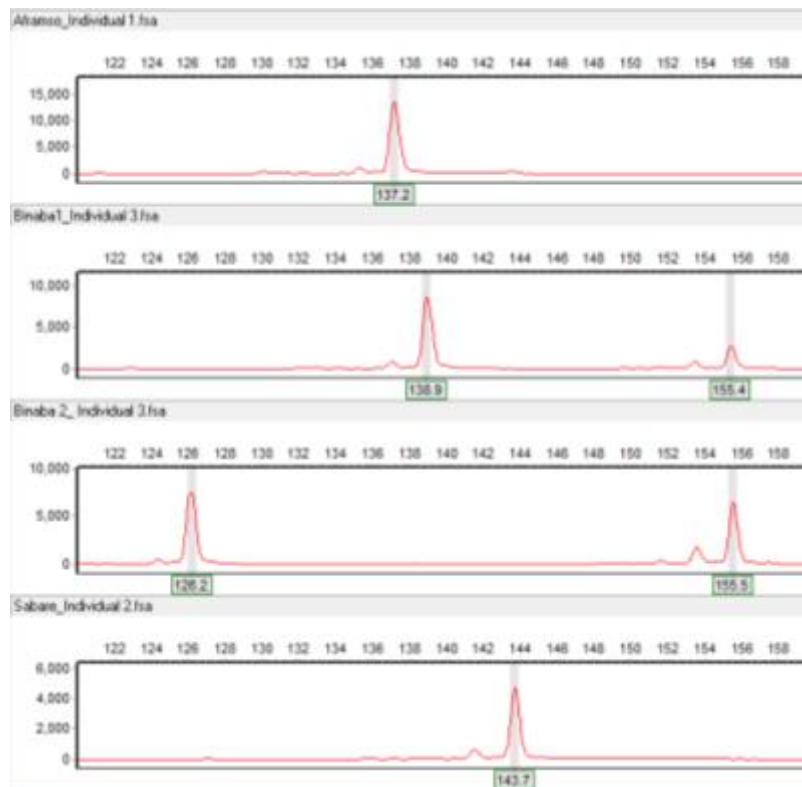 Aframso_Individual 1.fsa
122 124 126 128 130 132 134 136 138 140 142 144 146 148 150 152 154 156 158
15,000
10,000
5,000
0
137.2
Binaba1_Individual 3.fsa
122 124 126 128 130 132 134 136 138 140 142 144 146 148 150 152 154 156 158
10,000
5,000
0
138.9 155.4
Binaba 2_ Individual 3.fsa
122 124 126 128 130 132 134 136 138 140 142 144 146 148 150 152 154 156 158
10,000
5,000
0
126.2 155.5
Sabare_Individual 2.fsa
122 124 126 128 130 132 134 136 138 140 142 144 146 148 150 152 154 156 158
6,000
4,000
2,000
0
143.7